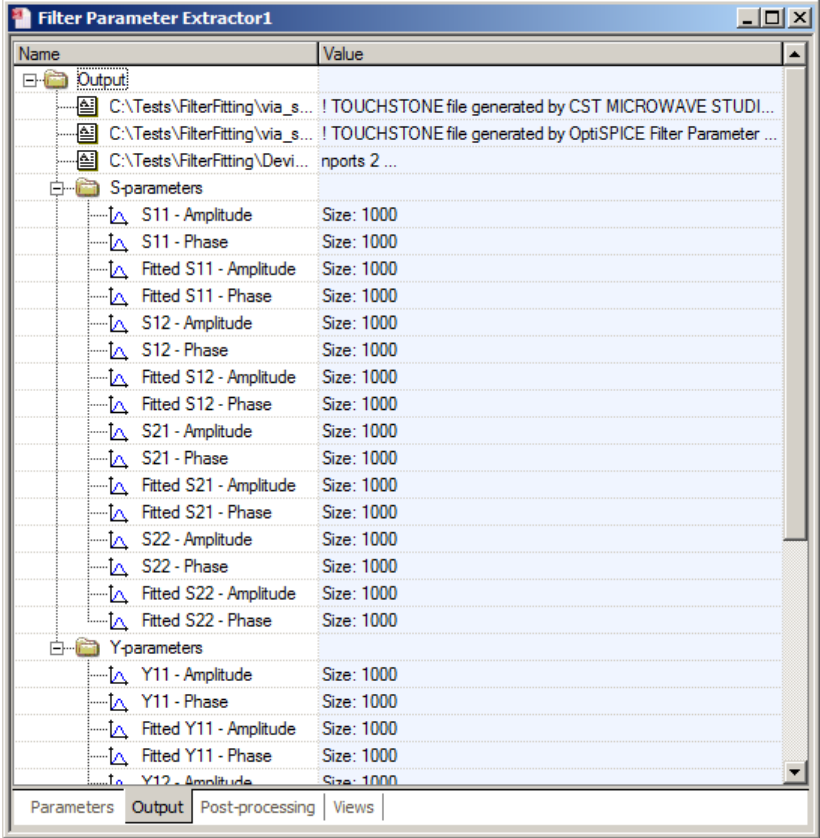 Filter Parameter Extractor1
Name Value
Output
C:\Tests\FilterFitting\via_s... ! TOUCHSTONE file generated by CST MICROWAVE STUDI...
C:\Tests\FilterFitting\via_s... ! TOUCHSTONE file generated by OptiSPICE Filter Parameter ...
C:\Tests\FilterFitting\Devi... nports 2 ...
S-parameters
S11 - Amplitude Size: 1000
S11 - Phase Size: 1000
Fitted S11 - Amplitude Size: 1000
Fitted S11 - Phase Size: 1000
S12 - Amplitude Size: 1000
S12 - Phase Size: 1000
Fitted S12 - Amplitude Size: 1000
Fitted S12 - Phase Size: 1000
S21 - Amplitude Size: 1000
S21 - Phase Size: 1000
Fitted S21 - Amplitude Size: 1000
Fitted S21 - Phase Size: 1000
S22 - Amplitude Size: 1000
S22 - Phase Size: 1000
Fitted S22 - Amplitude Size: 1000
Fitted S22 - Phase Size: 1000
Y-parameters
Y11 - Amplitude Size: 1000
Y11 - Phase Size: 1000
Fitted Y11 - Amplitude Size: 1000
Fitted Y11 - Phase Size: 1000
Y12 - Amplitude Size: 1000
Parameters Output Post-processing Views